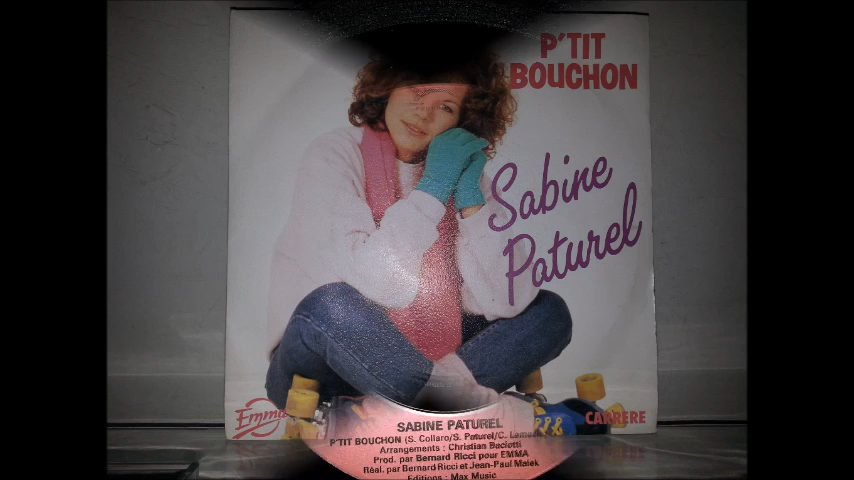 P'TIT
BOUCHON
Sabine
Paturel
Emma
CARRERE
SABINE PATUREL
P'TIT BOUCHON (S. Collaro/S. Paturel/C.
Arrangements : Christian Baciotti
Prod. par Bernard Ricci pour EMMA
Réal. par Bernard Ricci et Jean-Paul Malek
Editions : Max Music